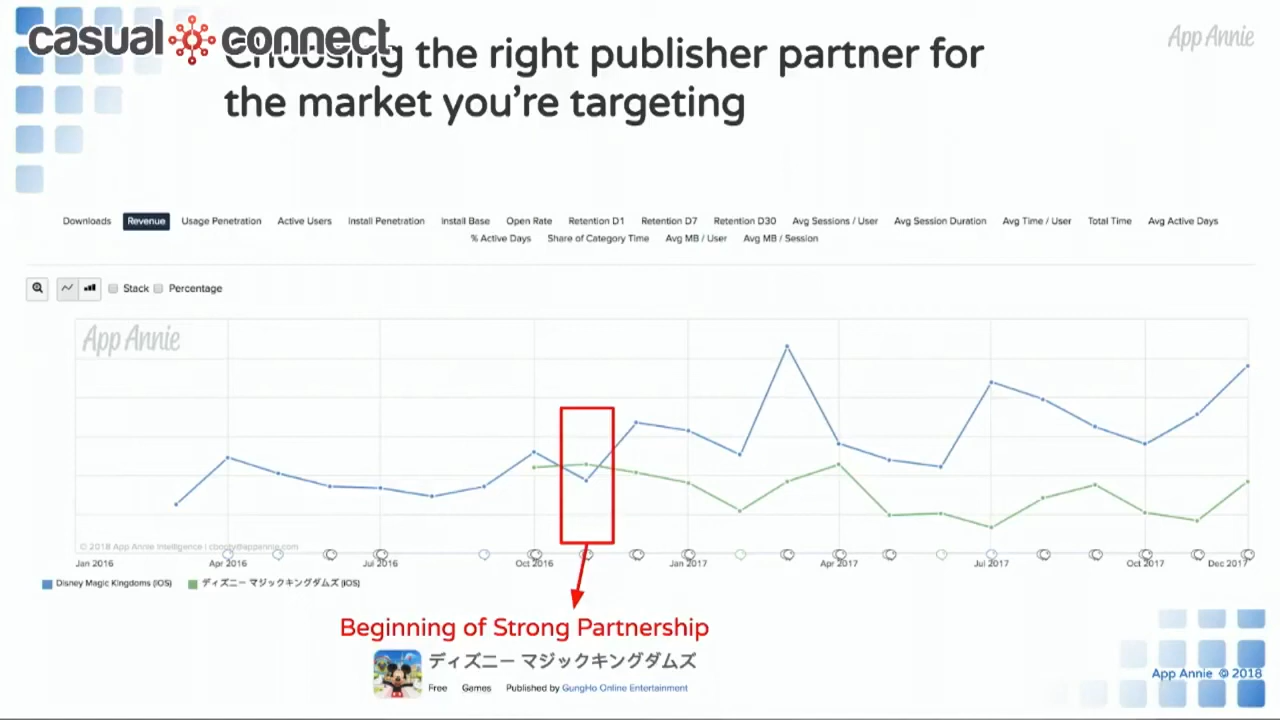 casual connect
App Annie
Choosing the right publisher partner for
the market you're targeting
Downloads Revenue Usage Penetration Active Users Install Penetration Install Base Open Rate Retention D1 Retention D7 Retention D30 Avg Sessions / User Avg Session Duration Avg Time / User Total Time Avg Active Days
% Active Days Share of Category Time Avg MB / User Avg MB / Session
Stack Percentage
App Annie
© 2018 App Annie Intelligence | cbooty@appannie.com
Jan 2016 Apr 2016 Jul 2016 Oct 2016 Jan 2017 Apr 2017 Jul 2017 Oct 2017 Dec 2017
Disney Magic Kingdoms (iOS) ディズニー マジックキングダムズ (iOS)
Beginning of Strong Partnership
ディズニー マジックキングダムズ
Free Games Published by GungHo Online Entertainment
App Annie © 2018